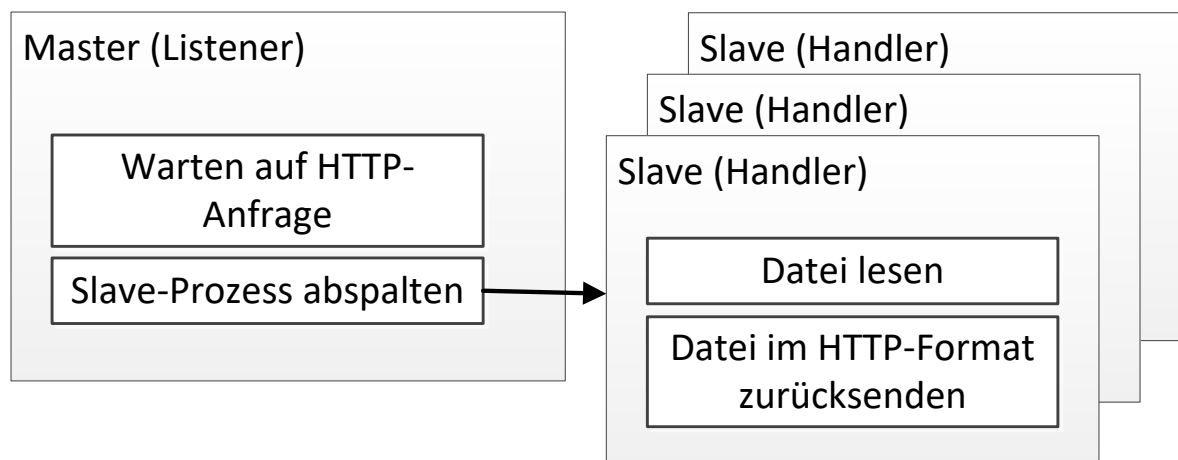 Master (Listener)
Warten auf HTTP-
Anfrage
Slave-Prozess abspalten
Slave (Handler)
Slave (Handler)
Slave (Handler)
Datei lesen
Datei im HTTP-Format
zurücksenden